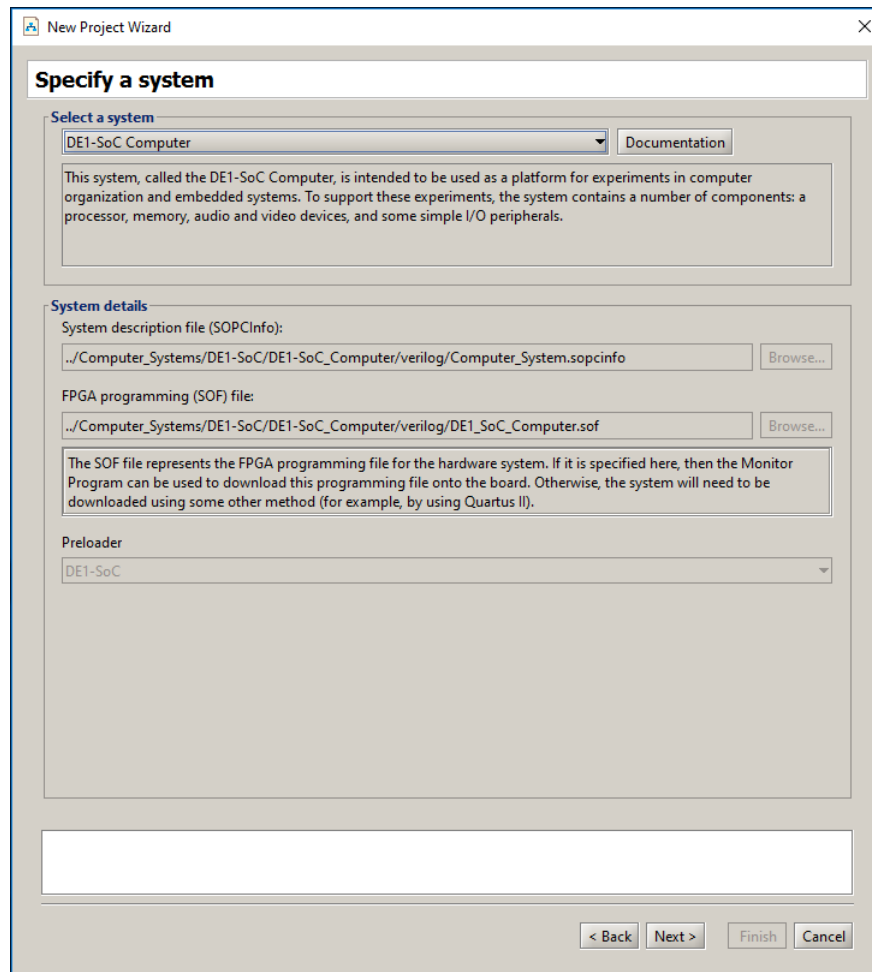 New Project Wizard
Specify a system
Select a system
DE1-SoC Computer
Documentation
This system, called the DE1-SoC Computer, is intended to be used as a platform for experiments in computer
organization and embedded systems. To support these experiments, the system contains a number of components: a
processor, memory, audio and video devices, and some simple I/O peripherals.
System details
System description file (SOPCInfo):
../Computer_Systems/DE1-SoC/DE1-SoC_Computer/verilog/Computer_System.sopcinfo
Browse...
FPGA programming (SOF) file:
../Computer_Systems/DE1-SoC/DE1-SoC_Computer/verilog/DE1_SoC_Computer.sof
Browse...
The SOF file represents the FPGA programming file for the hardware system. If it is specified here, then the Monitor
Program can be used to download this programming file onto the board. Otherwise, the system will need to be
downloaded using some other method (for example, by using Quartus II).
Preloader
DE1-SoC
< Back
Next >
Finish
Cancel